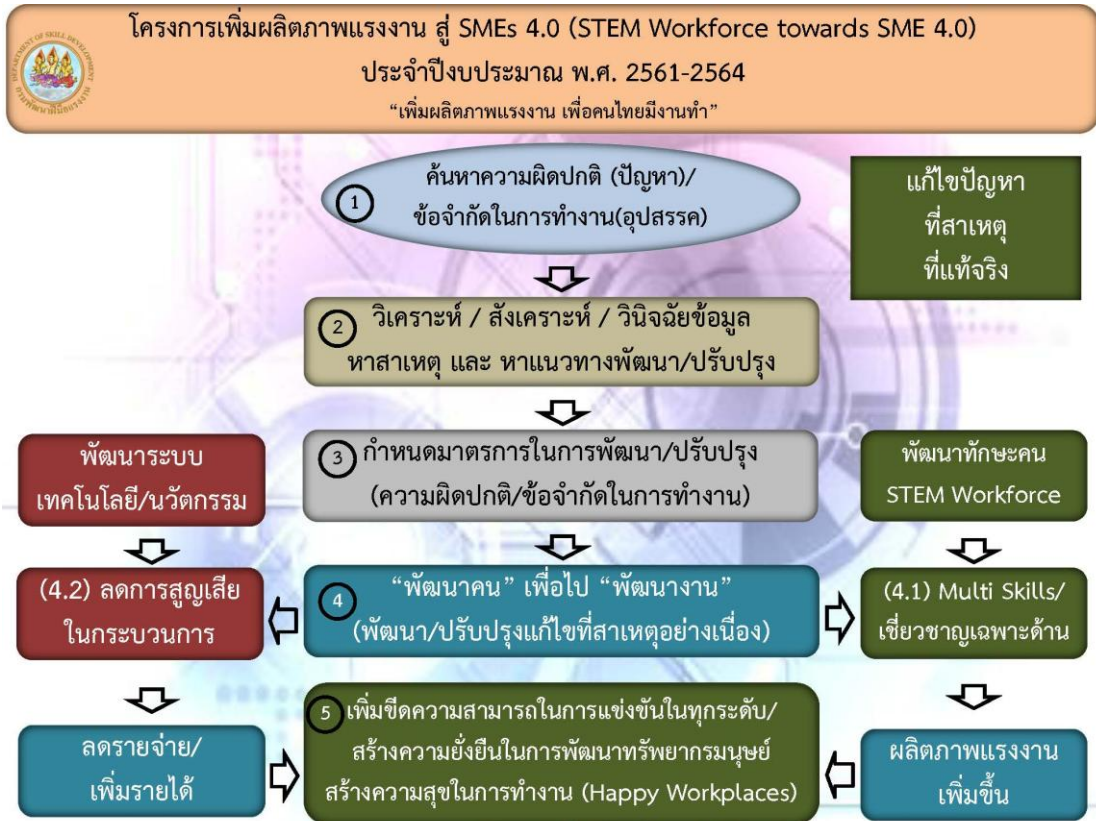 โครงการเพิ่มผลิตภาพแรงงาน สู่ SMEs 4.0 (STEM Workforce towards SME 4.0)
ประจำปีงบประมาณ พ.ศ. 2561-2564
“เพิ่มผลิตภาพแรงงาน เพื่อคนไทยมีงานทำ”
DEPARTMENT OF SKILL DEVELOPMENT
กรมพัฒนาฝีมือแรงงาน
1
ค้นหาความผิดปกติ (ปัญหา)/
ข้อจำกัดในการทำงาน(อุปสรรค)
แก้ไขปัญหา
ที่สาเหตุ
ที่แท้จริง
2
วิเคราะห์ / สังเคราะห์ / วินิจฉัยข้อมูล
หาสาเหตุ และ หาแนวทางพัฒนา/ปรับปรุง
พัฒนาระบบ
เทคโนโลยี/นวัตกรรม
3
กำหนดมาตรการในการพัฒนา/ปรับปรุง
(ความผิดปกติ/ข้อจำกัดในการทำงาน)
พัฒนาทักษะคน
STEM Workforce
(4.2) ลดการสูญเสีย
ในกระบวนการ
4
“พัฒนาคน” เพื่อไป “พัฒนางาน”
(พัฒนา/ปรับปรุงแก้ไขที่สาเหตุอย่างเนื่อง)
(4.1) Multi Skills/
เชี่ยวชาญเฉพาะด้าน
ลดรายจ่าย/
เพิ่มรายได้
5
เพิ่มขีดความสามารถในการแข่งขันในทุกระดับ/
สร้างความยั่งยืนในการพัฒนาทรัพยากรมนุษย์
สร้างความสุขในการทำงาน (Happy Workplaces)
ผลิตภาพแรงงาน
เพิ่มขึ้น